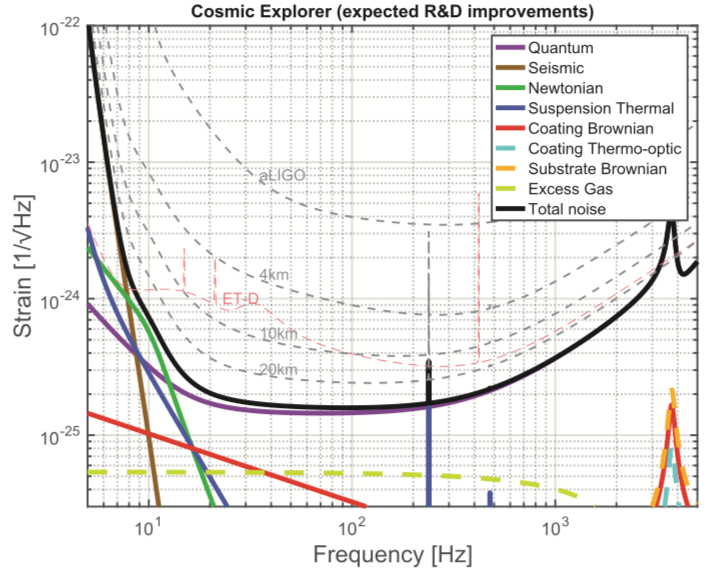 Cosmic Explorer (expected R&D improvements)
10^-22
10^-23
10^-24
10^-25
Strain [1/√Hz]
Quantum
Seismic
Newtonian
Suspension Thermal
Coating Brownian
Coating Thermo-optic
Substrate Brownian
Excess Gas
Total noise
aLIGO
4km
ET-D
10km
20km
10^1
10^2
10^3
Frequency [Hz]